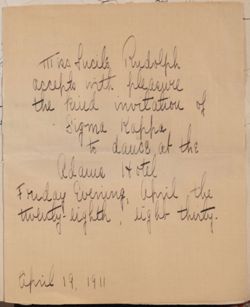 Miss Lucile Rudolph
accepts with pleasure
the kind invitation of
Sigma Kappa
to dance at the
Adams Hotel
Friday Evening, April the
twenty-eighth, eight thirty.
April 19, 1911